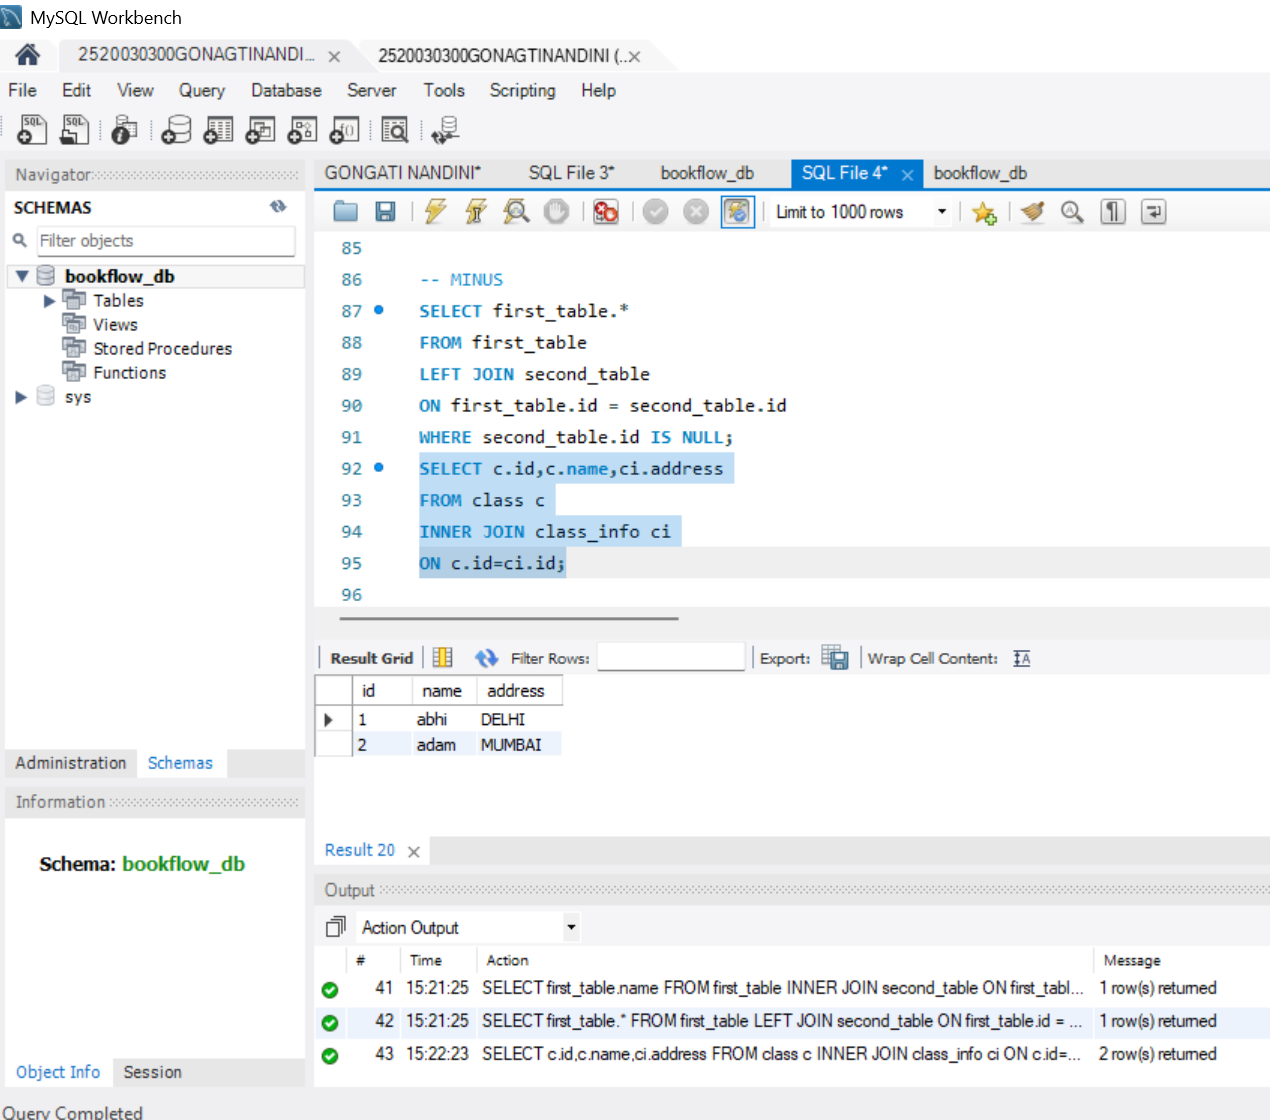 MySQL Workbench
2520030300GONAGTINANDI... 2520030300GONAGTINANDINI (..
File Edit View Query Database Server Tools Scripting Help
Navigator
SCHEMAS
Filter objects
bookflow_db
Tables
Views
Stored Procedures
Functions
sys
Administration Schemas
Information
Schema: bookflow_db
Object Info Session
Query Completed
GONGATI NANDINI* SQL File 3* bookflow_db SQL File 4* bookflow_db
Limit to 1000 rows
85
86 -- MINUS
87 SELECT first_table.*
88 FROM first_table
89 LEFT JOIN second_table
90 ON first_table.id = second_table.id
91 WHERE second_table.id IS NULL;
92 SELECT c.id,c.name,ci.address
93 FROM class c
94 INNER JOIN class_info ci
95 ON c.id=ci.id;
96
Result Grid Filter Rows: Export: Wrap Cell Content: IA
id name address
1 abhi DELHI
2 adam MUMBAI
Result 20
Output
Action Output
# Time Action Message
41 15:21:25 SELECT first_table.name FROM first_table INNER JOIN second_table ON first_tabl... 1 row(s) returned
42 15:21:25 SELECT first_table.* FROM first_table LEFT JOIN second_table ON first_table.id = ... 1 row(s) returned
43 15:22:23 SELECT c.id,c.name,ci.address FROM class c INNER JOIN class_info ci ON c.id=... 2 row(s) returned